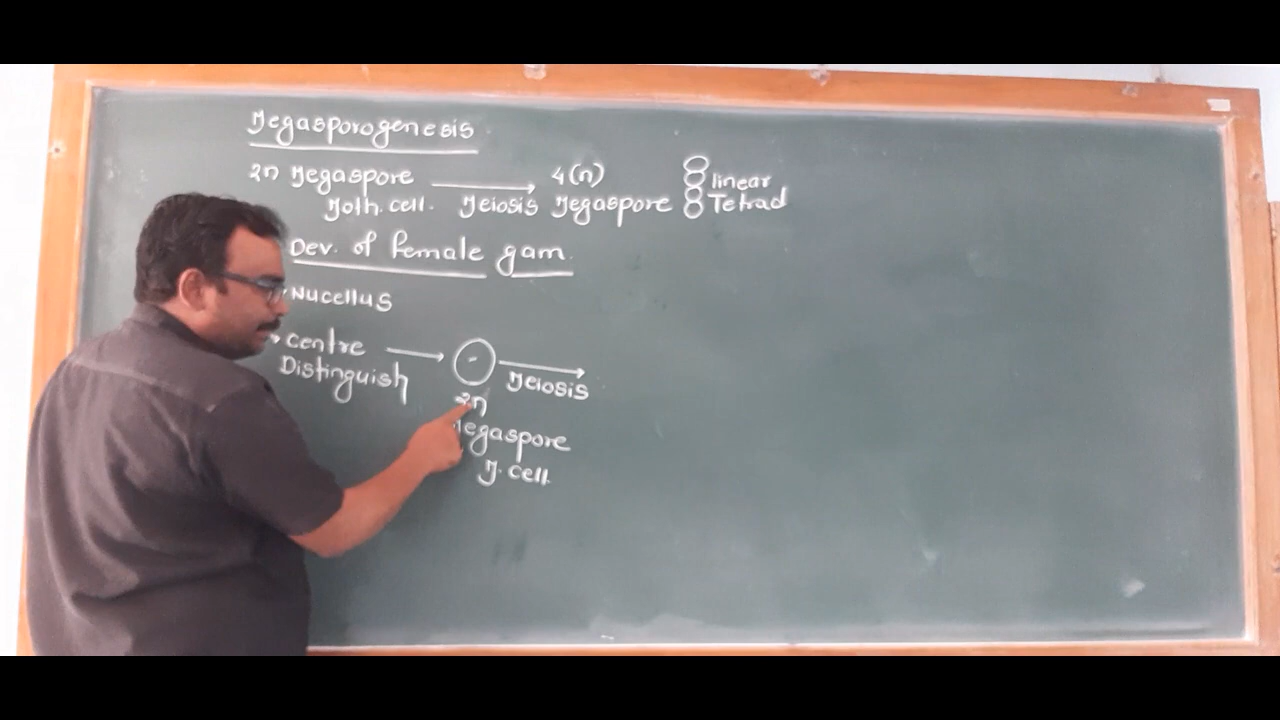 Megasporogenesis
2n Megaspore ⟶ 4(n)
Moth. cell. Meiosis Megaspore
linear
Tetrad
Dev. of female gam.
Nucellus
centre ⟶ ⟶
Distinguish Meiosis
2n
Megaspore
M. cell.